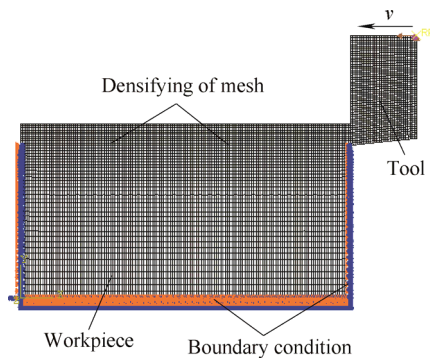 v
Densifying of mesh
Tool
Workpiece
Boundary condition